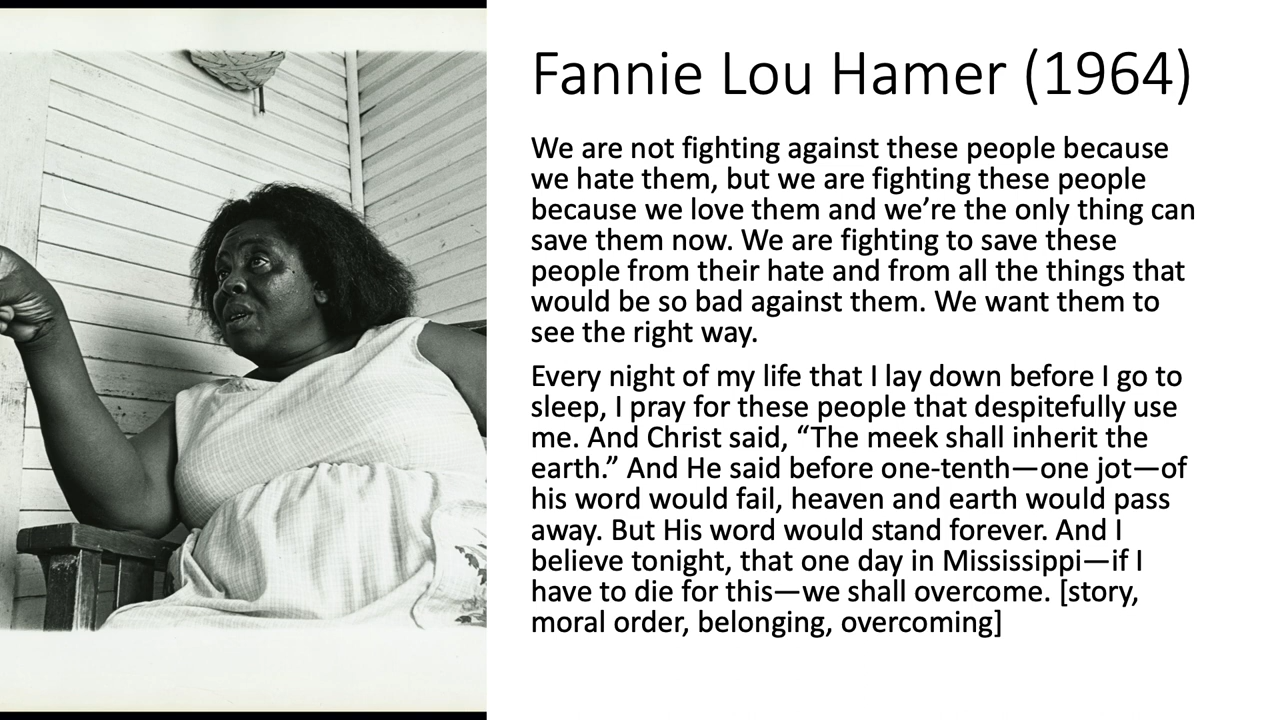 Fannie Lou Hamer (1964)
We are not fighting against these people because
we hate them, but we are fighting these people
because we love them and we’re the only thing can
save them now. We are fighting to save these
people from their hate and from all the things that
would be so bad against them. We want them to
see the right way.
Every night of my life that I lay down before I go to
sleep, I pray for these people that despitefully use
me. And Christ said, “The meek shall inherit the
earth.” And He said before one-tenth—one jot—of
his word would fail, heaven and earth would pass
away. But His word would stand forever. And I
believe tonight, that one day in Mississippi—if I
have to die for this—we shall overcome. [story,
moral order, belonging, overcoming]